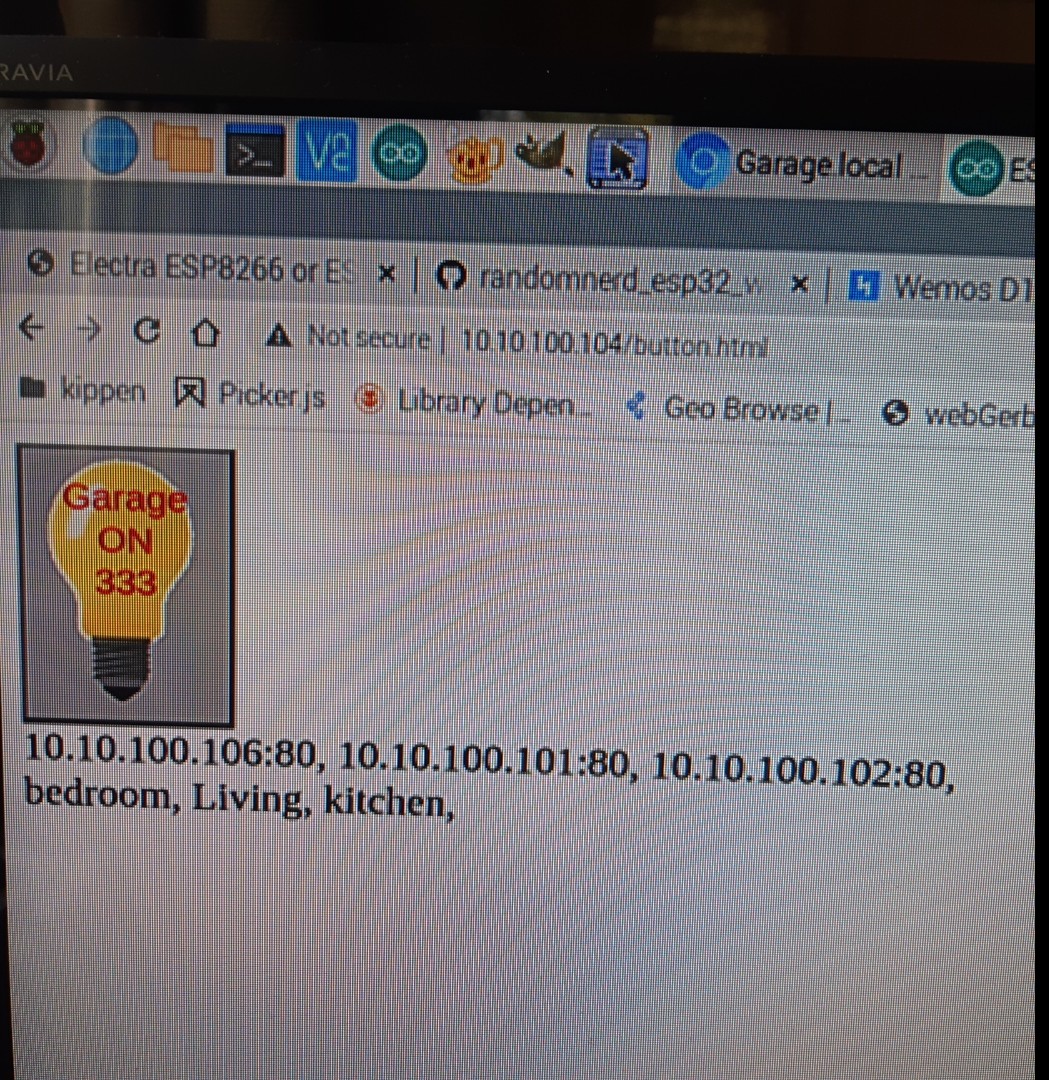 RAVIA
Garage.local ...
Electra ESP8266 or ES
randomnerd_esp32_w
Wemos D1
Not secure | 10.10.100.104/button.html
kippen
Picker.js
Library Depen...
Geo Browse | ...
webGerb
Garage
ON
333
10.10.100.106:80, 10.10.100.101:80, 10.10.100.102:80,
bedroom, Living, kitchen,